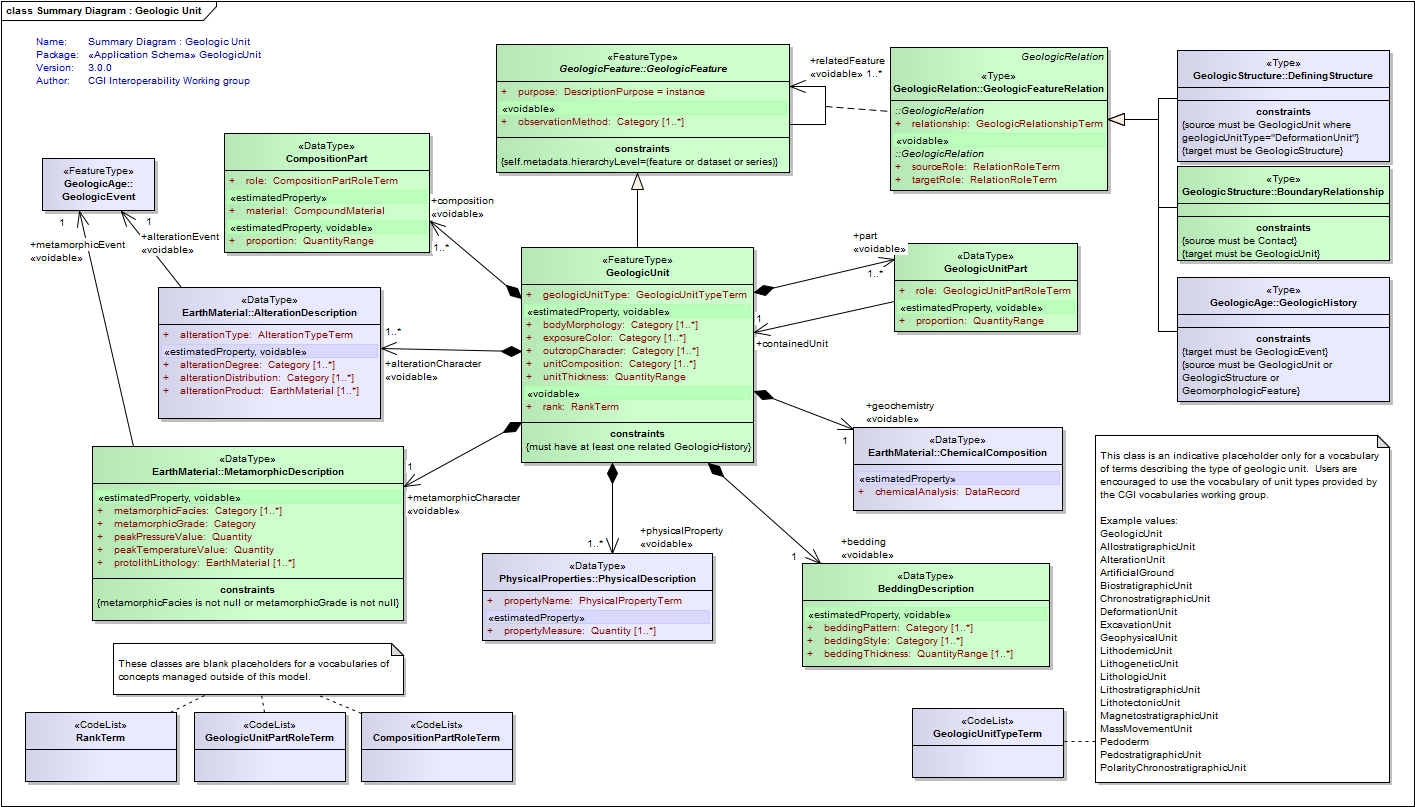 class Summary Diagram : Geologic Unit
Name: Summary Diagram : Geologic Unit
Package: «Application Schema» GeologicUnit
Version: 3.0.0
Author: CGI Interoperability Working group
«FeatureType»
GeologicFeature::GeologicFeature
+ purpose: DescriptionPurpose = instance
«voidable»
+ observationMethod: Category [1..*]
constraints
{self.metadata.hierarchyLevel=(feature or dataset or series)}
+relatedFeature
«voidable» 1..*
GeologicRelation
«Type»
GeologicRelation::GeologicFeatureRelation
::GeologicRelation
+ relationship: GeologicRelationshipTerm
«voidable»
::GeologicRelation
+ sourceRole: RelationRoleTerm
+ targetRole: RelationRoleTerm
«Type»
GeologicStructure::DefiningStructure
constraints
{source must be GeologicUnit where
geologicUnitType="DeformationUnit"}
{target must be GeologicStructure}
«Type»
GeologicStructure::BoundaryRelationship
constraints
{source must be Contact}
{target must be GeologicUnit}
«Type»
GeologicAge::GeologicHistory
constraints
{target must be GeologicEvent}
{source must be GeologicUnit or
GeologicStructure or
GeomorphologicFeature}
«DataType»
CompositionPart
+ role: CompositionPartRoleTerm
«estimatedProperty»
+ material: CompoundMaterial
«estimatedProperty, voidable»
+ proportion: QuantityRange
+composition
«voidable»
1..*
«FeatureType»
GeologicAge::
GeologicEvent
1
+metamorphicEvent
«voidable»
1
+alterationEvent
«voidable»
«DataType»
EarthMaterial::AlterationDescription
+ alterationType: AlterationTypeTerm
«estimatedProperty, voidable»
+ alterationDegree: Category [1..*]
+ alterationDistribution: Category [1..*]
+ alterationProduct: EarthMaterial [1..*]
1..*
+alterationCharacter
«voidable»
«FeatureType»
GeologicUnit
+ geologicUnitType: GeologicUnitTypeTerm
«estimatedProperty, voidable»
+ bodyMorphology: Category [1..*]
+ exposureColor: Category [1..*]
+ outcropCharacter: Category [1..*]
+ unitComposition: Category [1..*]
+ unitThickness: QuantityRange
«voidable»
+ rank: RankTerm
constraints
{must have at least one related GeologicHistory}
+part
«voidable»
1..*
1
+containedUnit
«DataType»
GeologicUnitPart
+ role: GeologicUnitPartRoleTerm
«estimatedProperty, voidable»
+ proportion: QuantityRange
+geochemistry
«voidable»
1
«DataType»
EarthMaterial::ChemicalComposition
«estimatedProperty»
+ chemicalAnalysis: DataRecord
«DataType»
EarthMaterial::MetamorphicDescription
«estimatedProperty, voidable»
+ metamorphicFacies: Category [1..*]
+ metamorphicGrade: Category
+ peakPressureValue: Quantity
+ peakTemperatureValue: Quantity
+ protolithLithology: EarthMaterial [1..*]
constraints
{metamorphicFacies is not null or metamorphicGrade is not null}
1
+metamorphicCharacter
«voidable»
+physicalProperty
«voidable»
1..*
«DataType»
PhysicalProperties::PhysicalDescription
+ propertyName: PhysicalPropertyTerm
«estimatedProperty»
+ propertyMeasure: Quantity [1..*]
+bedding
«voidable»
1
«DataType»
BeddingDescription
«estimatedProperty, voidable»
+ beddingPattern: Category [1..*]
+ beddingStyle: Category [1..*]
+ beddingThickness: QuantityRange [1..*]
This class is an indicative placeholder only for a vocabulary
of terms describing the type of geologic unit. Users are
encouraged to use the vocabulary of unit types provided by
the CGI vocabularies working group.
Example values:
GeologicUnit
AllostratigraphicUnit
AlterationUnit
ArtificialGround
BiostratigraphicUnit
ChronostratigraphicUnit
DeformationUnit
ExcavationUnit
GeophysicalUnit
LithodemicUnit
LithogeneticUnit
LithologicUnit
LithostratigraphicUnit
LithotectonicUnit
MagnetostratigraphicUnit
MassMovementUnit
Pedoderm
PedostratigraphicUnit
PolarityChronostratigraphicUnit
These classes are blank placeholders for a vocabularies of
concepts managed outside of this model.
«CodeList»
RankTerm
«CodeList»
GeologicUnitPartRoleTerm
«CodeList»
CompositionPartRoleTerm
«CodeList»
GeologicUnitTypeTerm